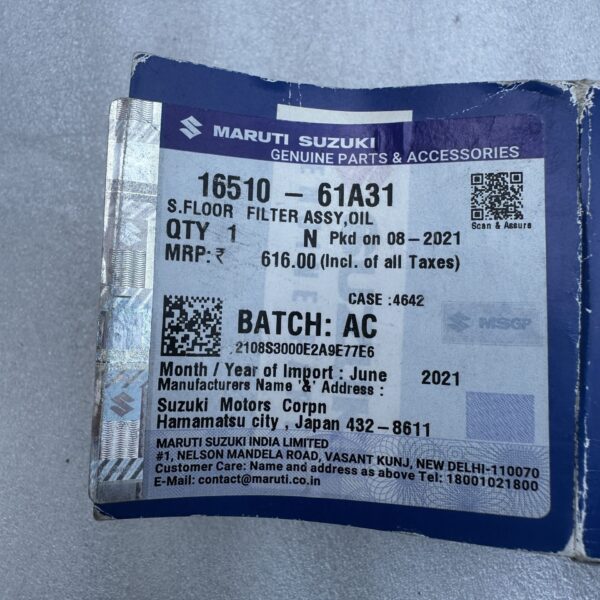 MARUTI SUZUKI
GENUINE PARTS & ACCESSORIES
16510 - 61A31
S.FLOOR FILTER ASSY,OIL
QTY 1 N Pkd on 08-2021
MRP:₹ 616.00 (Incl. of all Taxes)
Scan & Assure
CASE :4642
BATCH: AC
MSGP
2108S3000E2A9E77E6
Month / Year of Import : June 2021
Manufacturers Name '&' Address :
Suzuki Motors Corpn
Hamamatsu city , Japan 432-8611
MARUTI SUZUKI INDIA LIMITED
#1, NELSON MANDELA ROAD, VASANT KUNJ, NEW DELHI-110070
Customer Care: Name and address as above Tel: 18001021800
E-Mail: contact@maruti.co.in